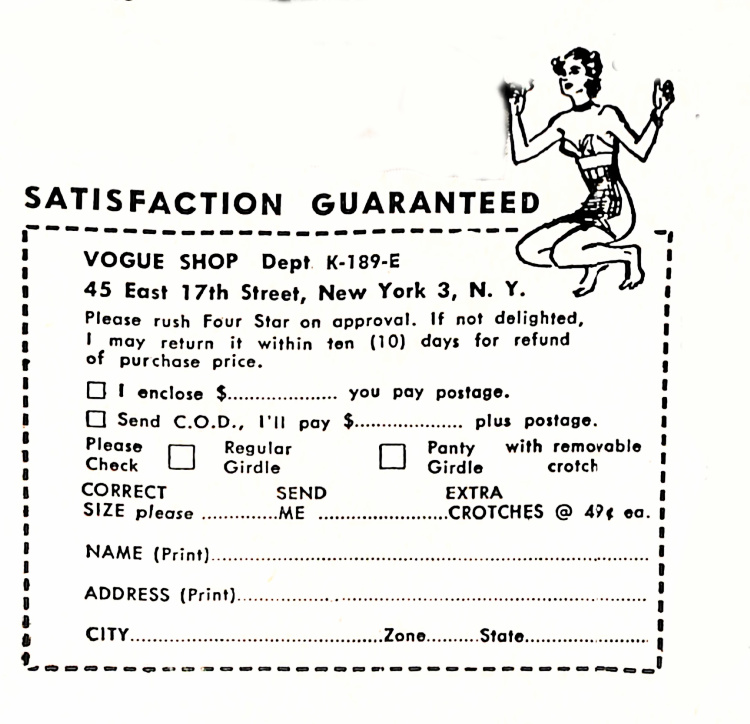 SATISFACTION GUARANTEED
VOGUE SHOP Dept. K-189-E
45 East 17th Street, New York 3, N. Y.
Please rush Four Star on approval. If not delighted,
I may return it within ten (10) days for refund
of purchase price.
I enclose $.................... you pay postage.
Send C.O.D., I'll pay $.................... plus postage.
Please Regular Panty with removable
Check Girdle Girdle crotch
CORRECT SEND EXTRA
SIZE please .............ME ......................CROTCHES @ 49¢ ea.
NAME (Print)......................................................................
ADDRESS (Print)..................................................................
CITY..........................................Zone.........State....................